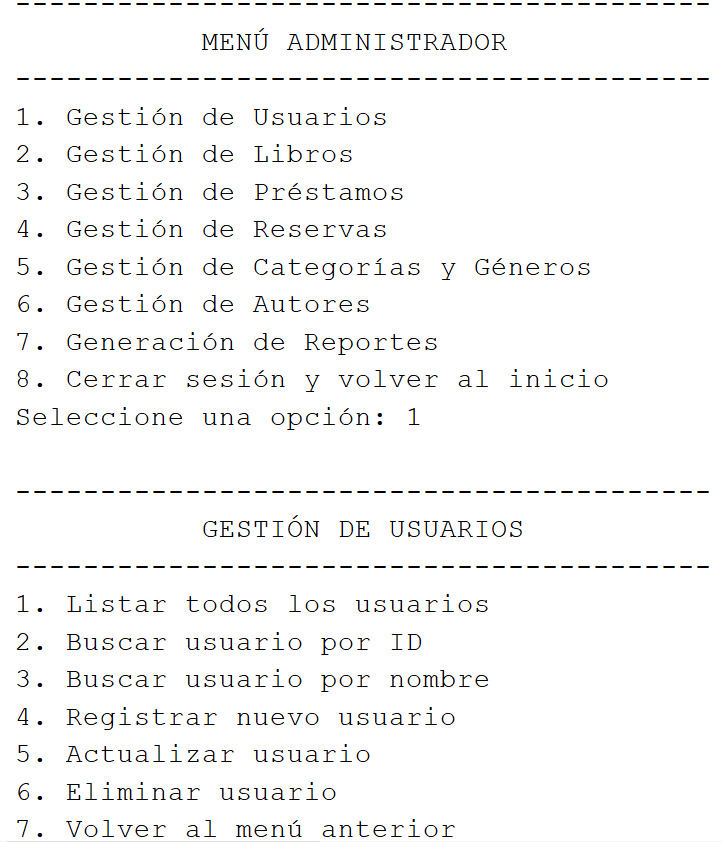 -----------------------------------------
MENÚ ADMINISTRADOR
-----------------------------------------
1. Gestión de Usuarios
2. Gestión de Libros
3. Gestión de Préstamos
4. Gestión de Reservas
5. Gestión de Categorías y Géneros
6. Gestión de Autores
7. Generación de Reportes
8. Cerrar sesión y volver al inicio
Seleccione una opción: 1
-----------------------------------------
GESTIÓN DE USUARIOS
-----------------------------------------
1. Listar todos los usuarios
2. Buscar usuario por ID
3. Buscar usuario por nombre
4. Registrar nuevo usuario
5. Actualizar usuario
6. Eliminar usuario
7. Volver al menú anterior